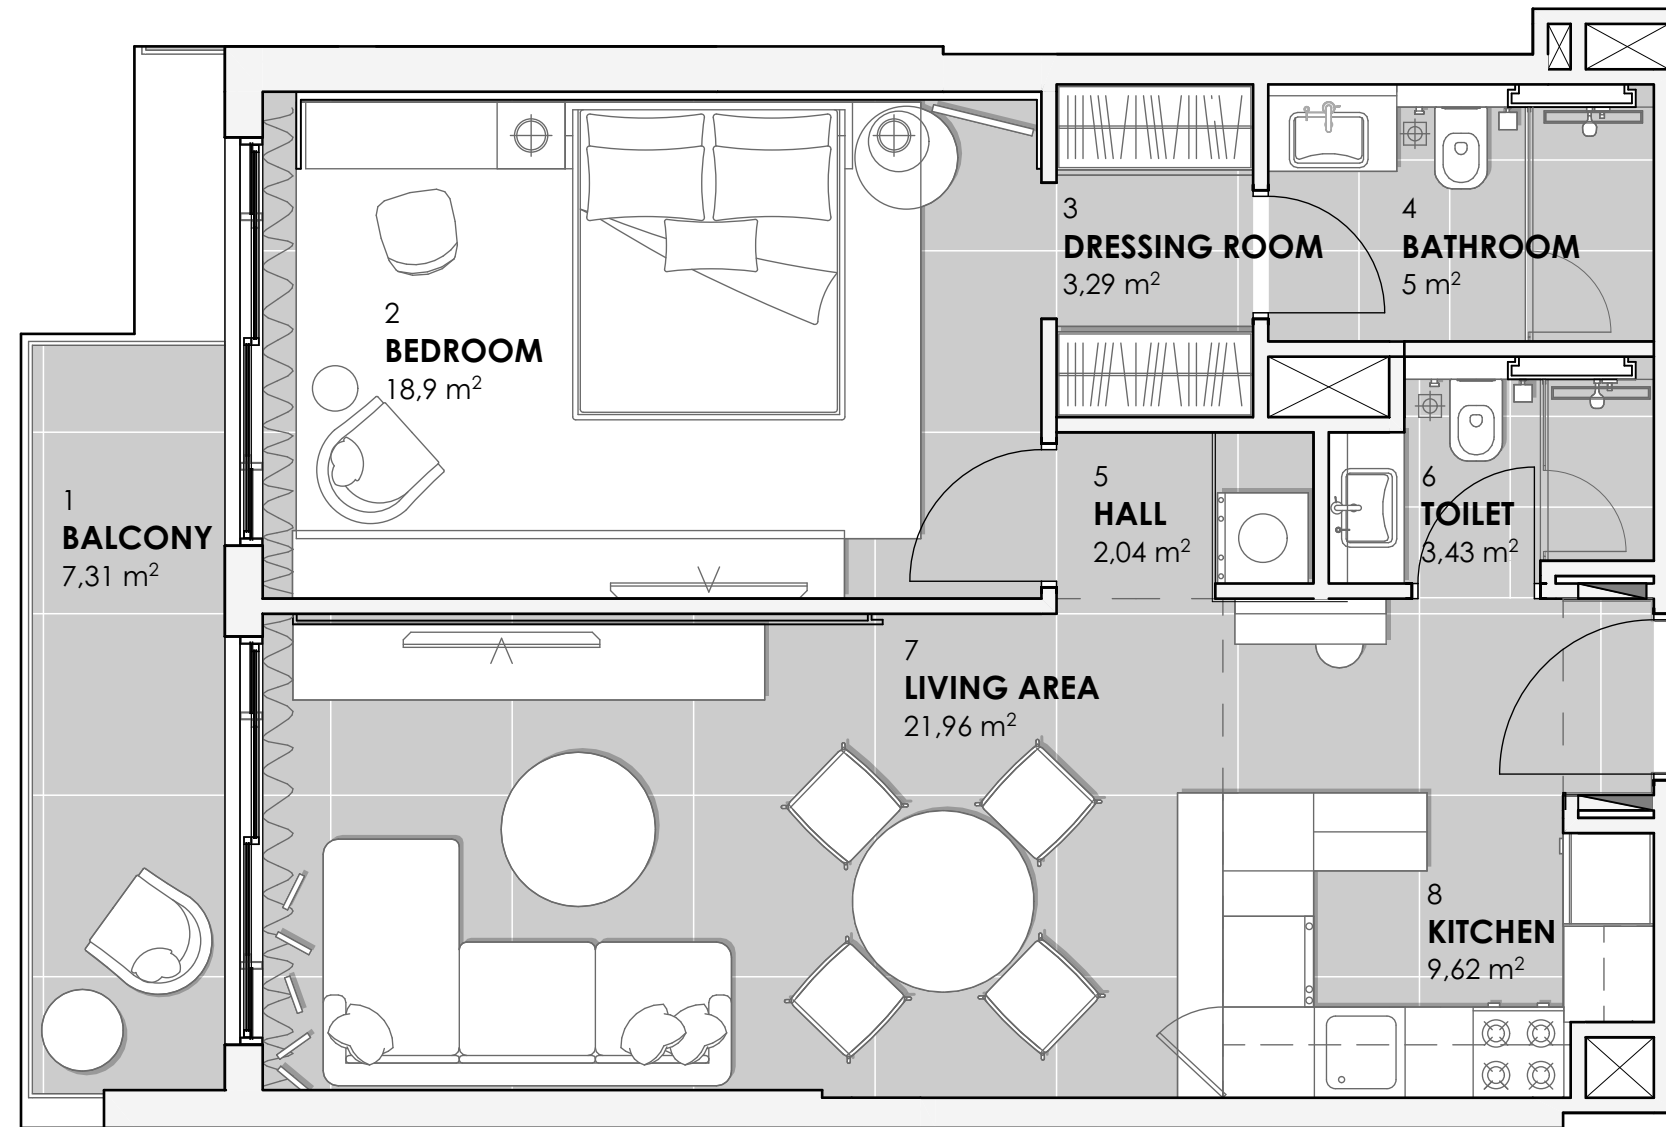 1
BALCONY
7,31 m²
2
BEDROOM
18,9 m²
3
DRESSING ROOM
3,29 m²
4
BATHROOM
5 m²
5
HALL
2,04 m²
6
TOILET
3,43 m²
7
LIVING AREA
21,96 m²
8
KITCHEN
9,62 m²